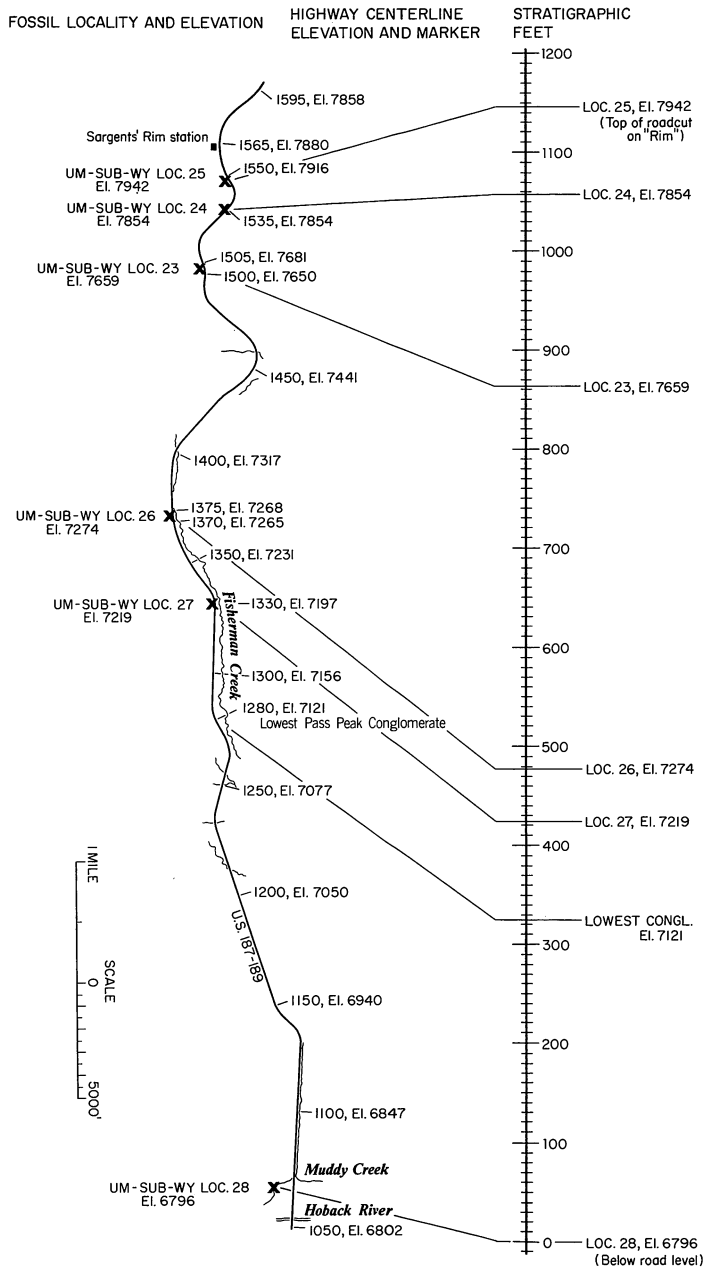 FOSSIL LOCALITY AND ELEVATION
HIGHWAY CENTERLINE
ELEVATION AND MARKER
STRATIGRAPHIC
FEET
1200
1595, El. 7858
LOC. 25, El. 7942
(Top of roadcut
on "Rim")
Sargents' Rim station
1565, El. 7880
1100
UM-SUB-WY LOC. 25
El. 7942
1550, El. 7916
LOC. 24, El. 7854
UM-SUB-WY LOC. 24
El. 7854
1535, El. 7854
1000
1505, El. 7681
UM-SUB-WY LOC. 23
El. 7659
1500, El. 7650
900
1450, El. 7441
LOC. 23, El. 7659
800
1400, El. 7317
1375, El. 7268
UM-SUB-WY LOC. 26
El. 7274
1370, El. 7265
700
1350, El. 7231
UM-SUB-WY LOC. 27
El. 7219
1330, El. 7197
Fisherman Creek
600
1300, El. 7156
1280, El. 7121
Lowest Pass Peak Conglomerate
500
LOC. 26, El. 7274
1250, El. 7077
LOC. 27, El. 7219
400
1 MILE
SCALE
0
5000'
1200, El. 7050
LOWEST CONGL.
El. 7121
U.S. 187-189
300
1150, El. 6940
200
1100, El. 6847
100
Muddy Creek
UM-SUB-WY LOC. 28
El. 6796
Hoback River
1050, El. 6802
0
LOC. 28, El. 6796
(Below road level)